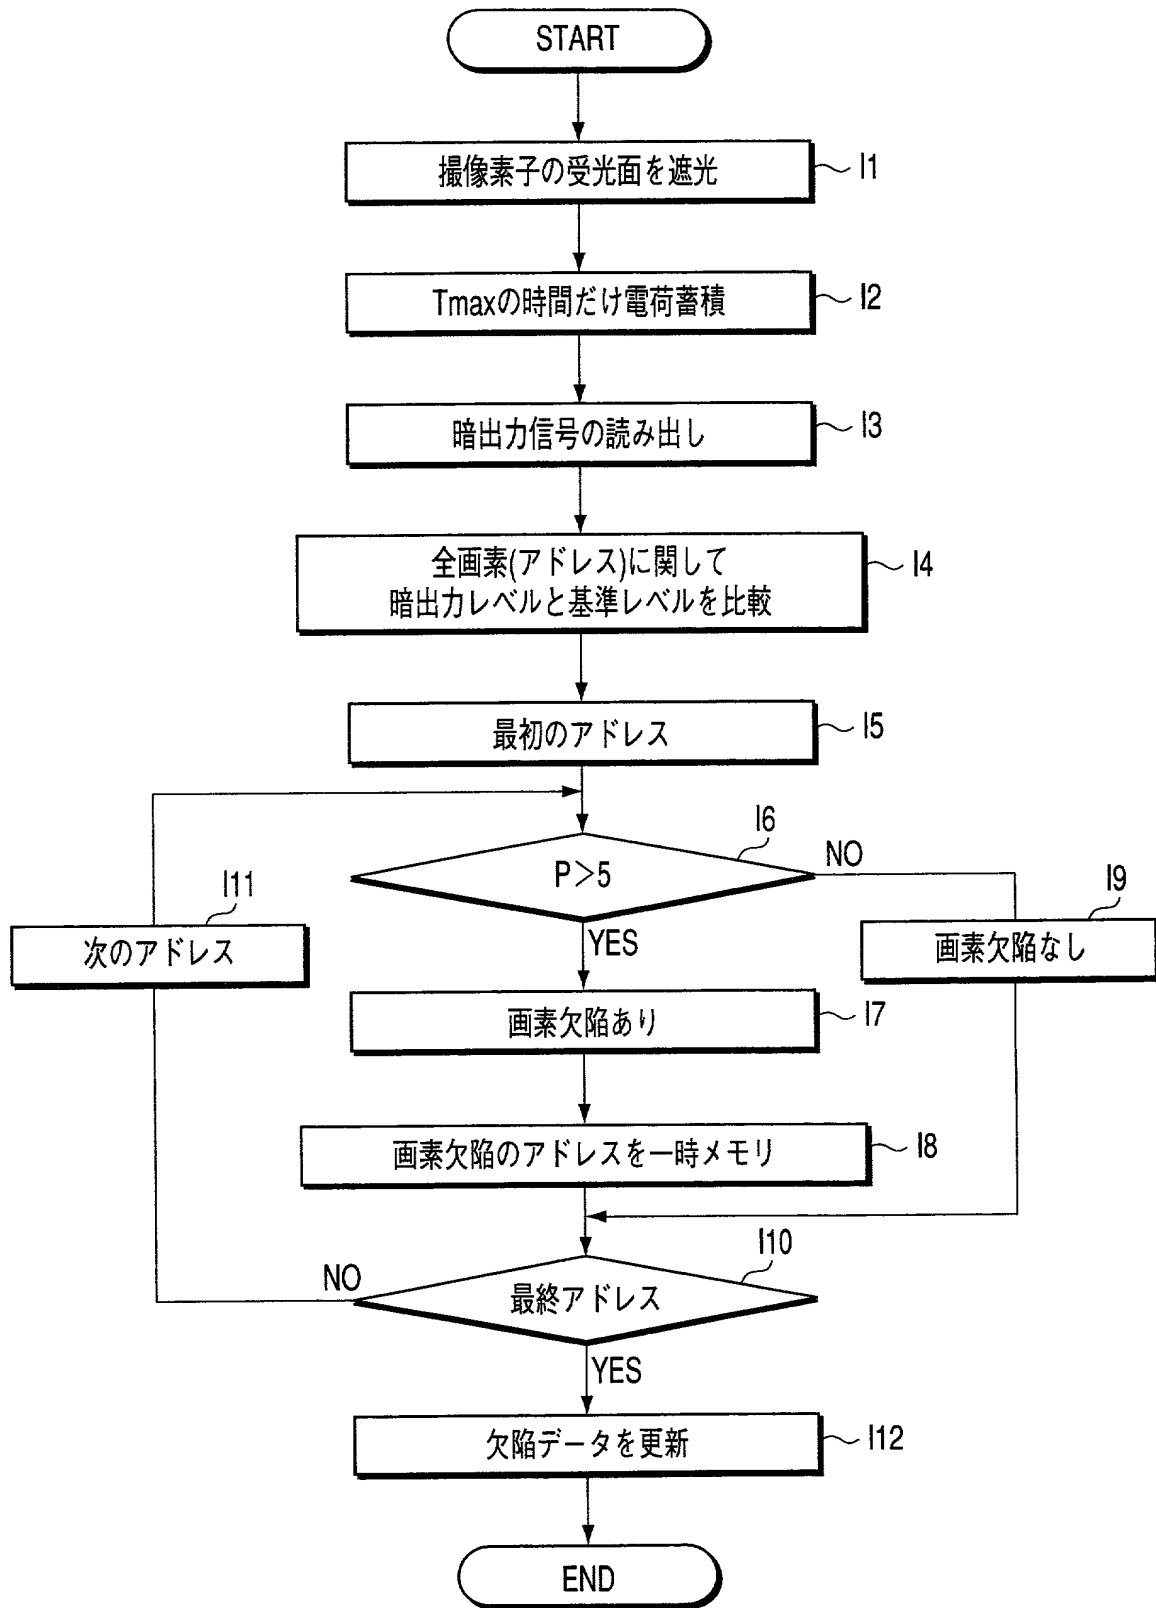 START
撮像素子の受光面を遮光
I1
Tmaxの時間だけ電荷蓄積
I2
暗出力信号の読み出し
I3
全画素(アドレス)に関して
暗出力レベルと基準レベルを比較
I4
最初のアドレス
I5
I6
P>5
NO
YES
I11
次のアドレス
I9
画素欠陥なし
画素欠陥あり
I7
画素欠陥のアドレスを一時メモリ
I8
I10
最終アドレス
NO
YES
欠陥データを更新
I12
END